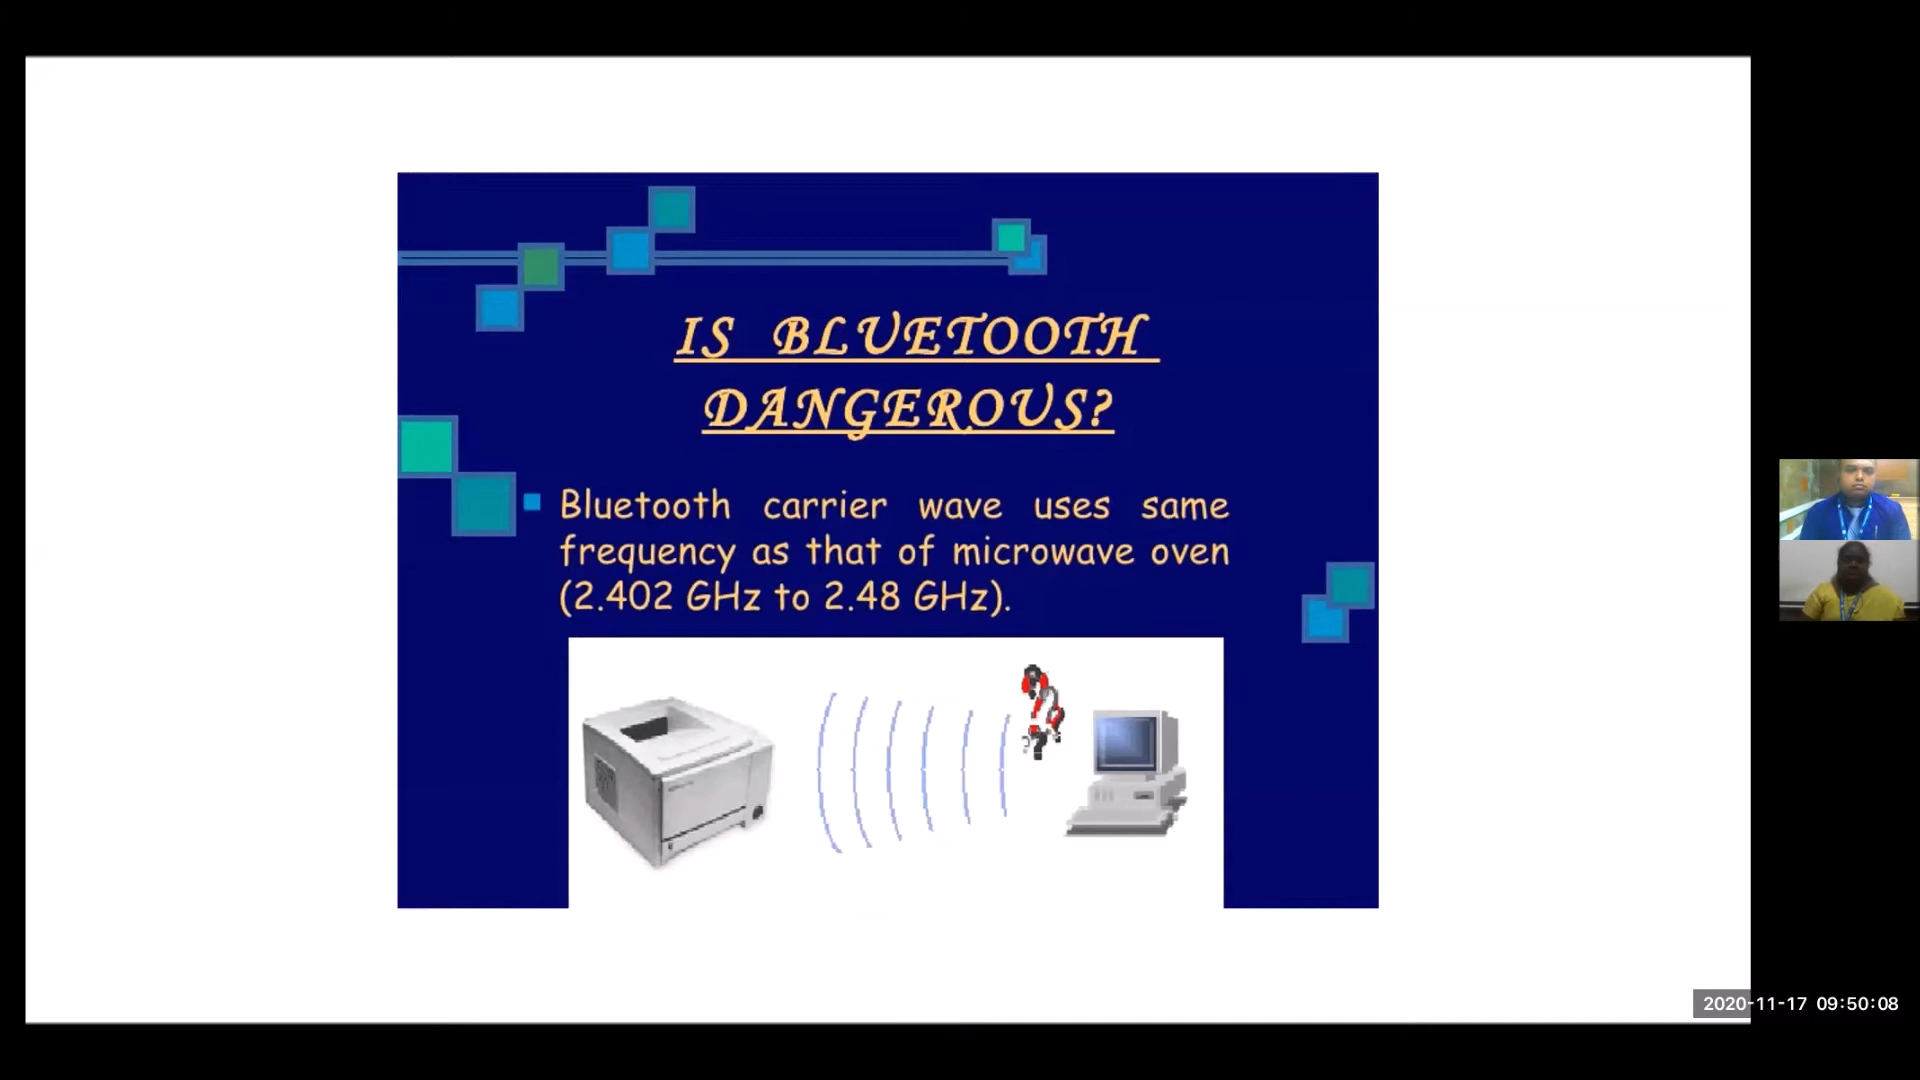 IS BLUETOOTH
DANGEROUS?
Bluetooth carrier wave uses same
frequency as that of microwave oven
(2.402 GHz to 2.48 GHz).
2020-11-17 09:50:08